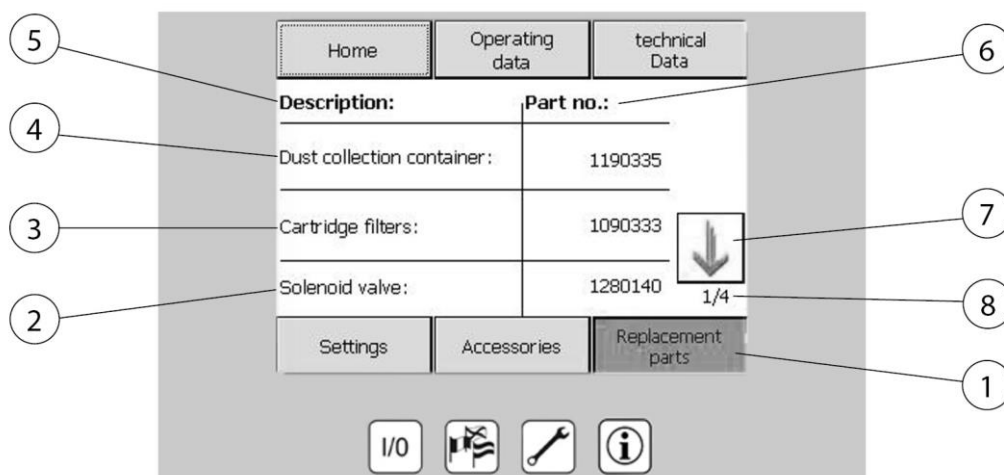 Home
Operating
data
technical
Data
5
6
Description:
Part no.:
4
Dust collection container:
1190335
3
Cartridge filters:
1090333
7
2
Solenoid valve:
1280140
1/4
8
Settings
Accessories
Replacement
parts
1
I/0
i